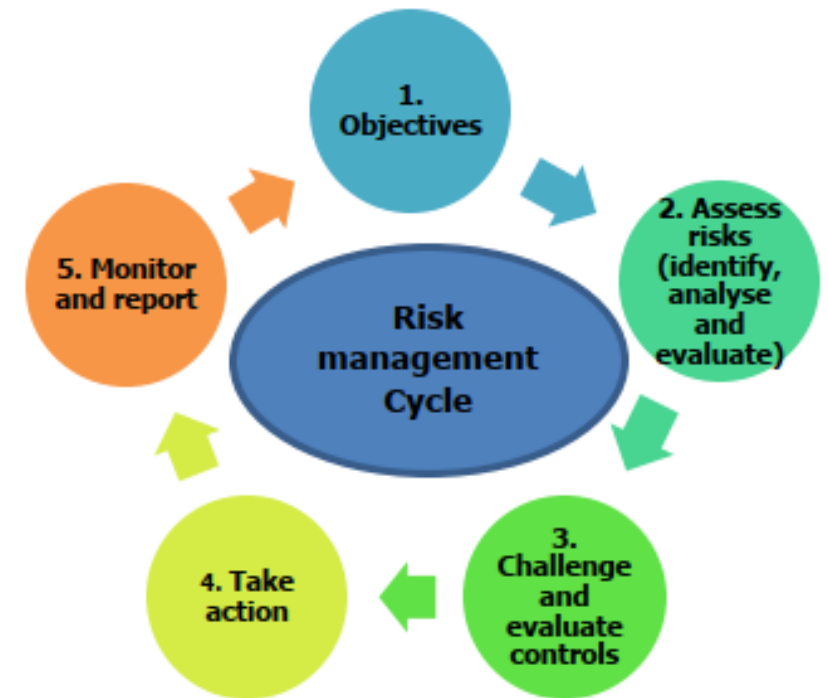 1.
Objectives
2. Assess
risks
(identify,
analyse
and
evaluate)
3.
Challenge
and
evaluate
controls
4. Take
action
5. Monitor
and report
Risk
management
Cycle